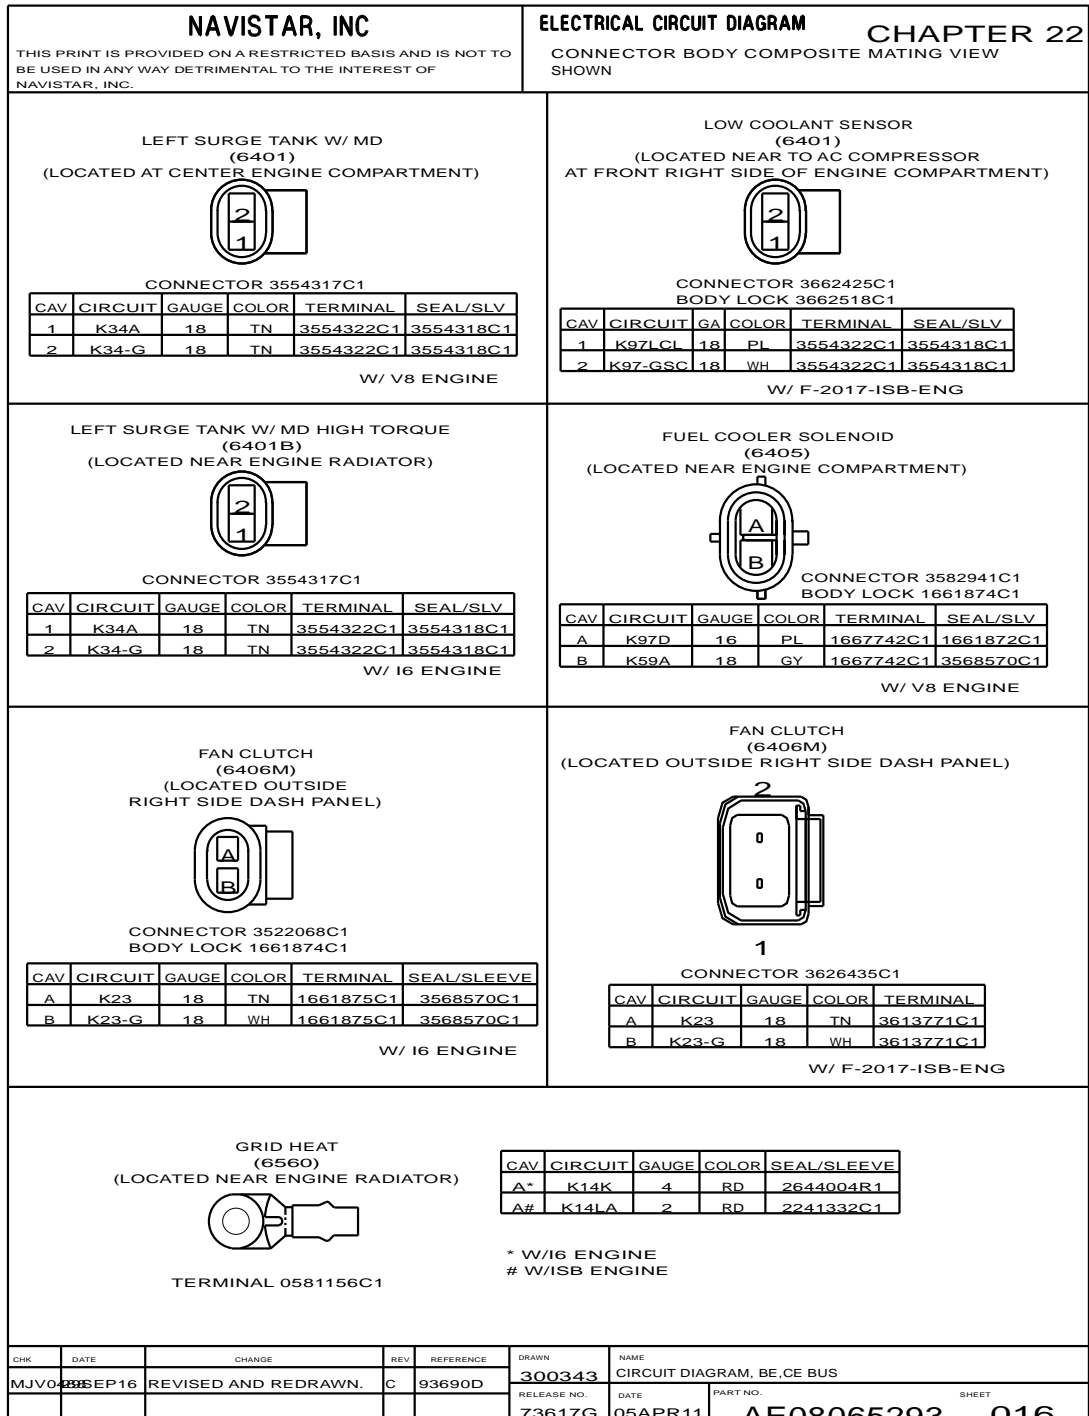 NAVISTAR, INC
THIS PRINT IS PROVIDED ON A RESTRICTED BASIS AND IS NOT TO
BE USED IN ANY WAY DETRIMENTAL TO THE INTEREST OF
NAVISTAR, INC.
ELECTRICAL CIRCUIT DIAGRAM
CHAPTER 22
CONNECTOR BODY COMPOSITE MATING VIEW
SHOWN
LEFT SURGE TANK W/ MD
(6401)
(LOCATED AT CENTER ENGINE COMPARTMENT)
2
1
CONNECTOR 3554317C1
CAV CIRCUIT GAUGE COLOR TERMINAL SEAL/SLV
1 K34A 18 TN 3554322C1 3554318C1
2 K34-G 18 TN 3554322C1 3554318C1
W/ V8 ENGINE
LOW COOLANT SENSOR
(6401)
(LOCATED NEAR TO AC COMPRESSOR
AT FRONT RIGHT SIDE OF ENGINE COMPARTMENT)
2
1
CONNECTOR 3662425C1
BODY LOCK 3662518C1
CAV CIRCUIT GA COLOR TERMINAL SEAL/SLV
1 K97LCL 18 PL 3554322C1 3554318C1
2 K97-GSC 18 WH 3554322C1 3554318C1
W/ F-2017-ISB-ENG
LEFT SURGE TANK W/ MD HIGH TORQUE
(6401B)
(LOCATED NEAR ENGINE RADIATOR)
2
1
CONNECTOR 3554317C1
CAV CIRCUIT GAUGE COLOR TERMINAL SEAL/SLV
1 K34A 18 TN 3554322C1 3554318C1
2 K34-G 18 TN 3554322C1 3554318C1
W/ I6 ENGINE
FUEL COOLER SOLENOID
(6405)
(LOCATED NEAR ENGINE COMPARTMENT)
A
B
CONNECTOR 3582941C1
BODY LOCK 1661874C1
CAV CIRCUIT GAUGE COLOR TERMINAL SEAL/SLV
A K97D 16 PL 1667742C1 1661872C1
B K59A 18 GY 1667742C1 3568570C1
W/ V8 ENGINE
FAN CLUTCH
(6406M)
(LOCATED OUTSIDE
RIGHT SIDE DASH PANEL)
A
B
CONNECTOR 3522068C1
BODY LOCK 1661874C1
CAV CIRCUIT GAUGE COLOR TERMINAL SEAL/SLEEVE
A K23 18 TN 1661875C1 3568570C1
B K23-G 18 WH 1661875C1 3568570C1
W/ I6 ENGINE
FAN CLUTCH
(6406M)
(LOCATED OUTSIDE RIGHT SIDE DASH PANEL)
2
1
CONNECTOR 3626435C1
CAV CIRCUIT GAUGE COLOR TERMINAL
A K23 18 TN 3613771C1
B K23-G 18 WH 3613771C1
W/ F-2017-ISB-ENG
GRID HEAT
(6560)
(LOCATED NEAR ENGINE RADIATOR)
TERMINAL 0581156C1
CAV CIRCUIT GAUGE COLOR SEAL/SLEEVE
A* K14K 4 RD 2644004R1
A# K14LA 2 RD 2241332C1
* W/I6 ENGINE
# W/ISB ENGINE
CHK DATE CHANGE REV REFERENCE
REVISED AND REDRAWN. C 93690D
DRAWN
300343
NAME
CIRCUIT DIAGRAM, BE,CE BUS
RELEASE NO.
73617G
DATE
05APR11
PART NO.
AE08065293
SHEET
016